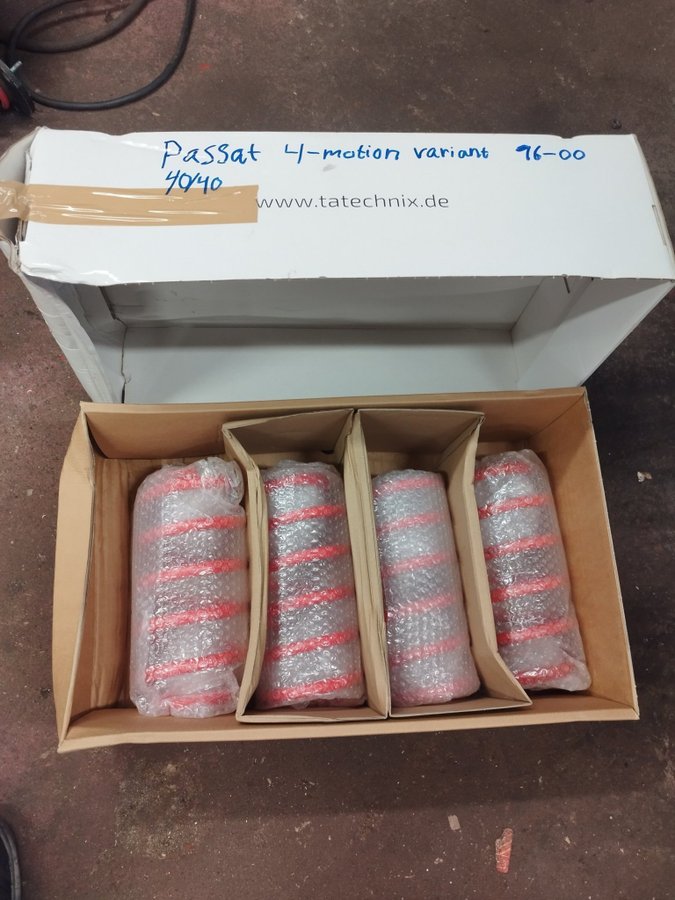 Passat 4-motion variant 96-00
40/40
www.tatechnix.de